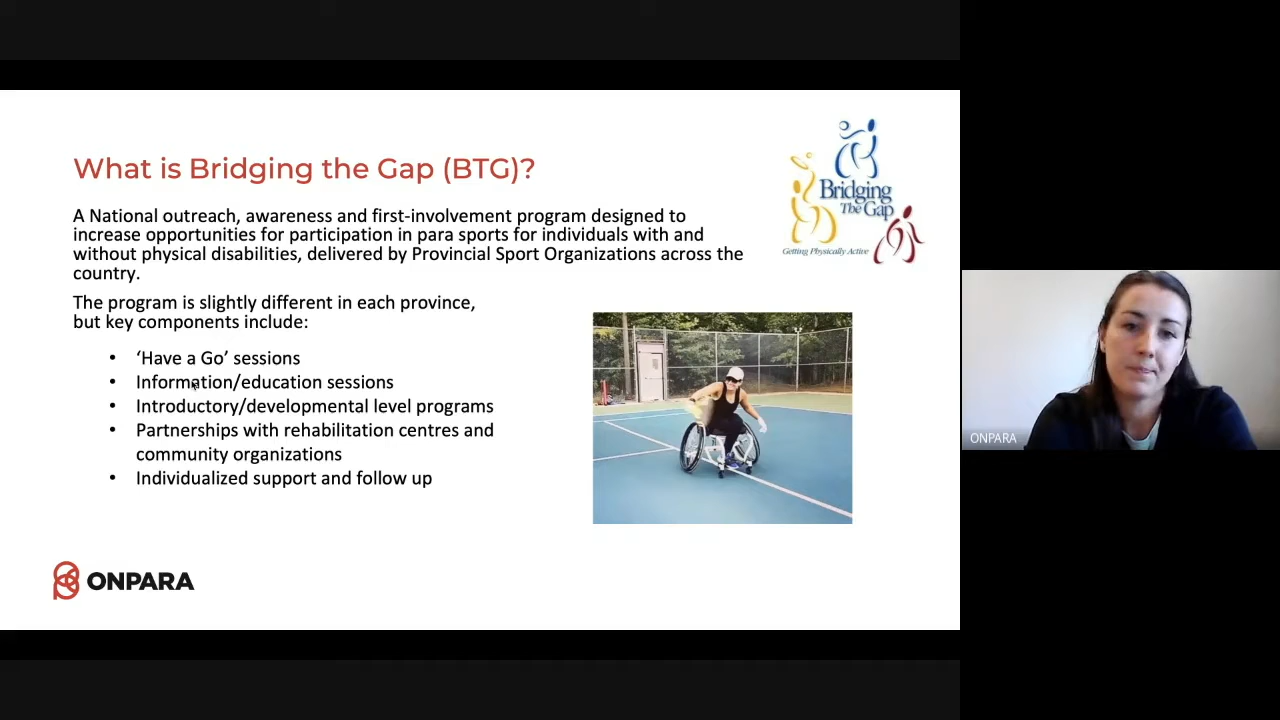 What is Bridging the Gap (BTG)?
Bridging
The Gap
Getting Physically Active
A National outreach, awareness and first-involvement program designed to
increase opportunities for participation in para sports for individuals with and
without physical disabilities, delivered by Provincial Sport Organizations across the
country.
The program is slightly different in each province,
but key components include:
• ‘Have a Go’ sessions
• Information/education sessions
• Introductory/developmental level programs
• Partnerships with rehabilitation centres and
community organizations
• Individualized support and follow up
ONPARA
ONPARA